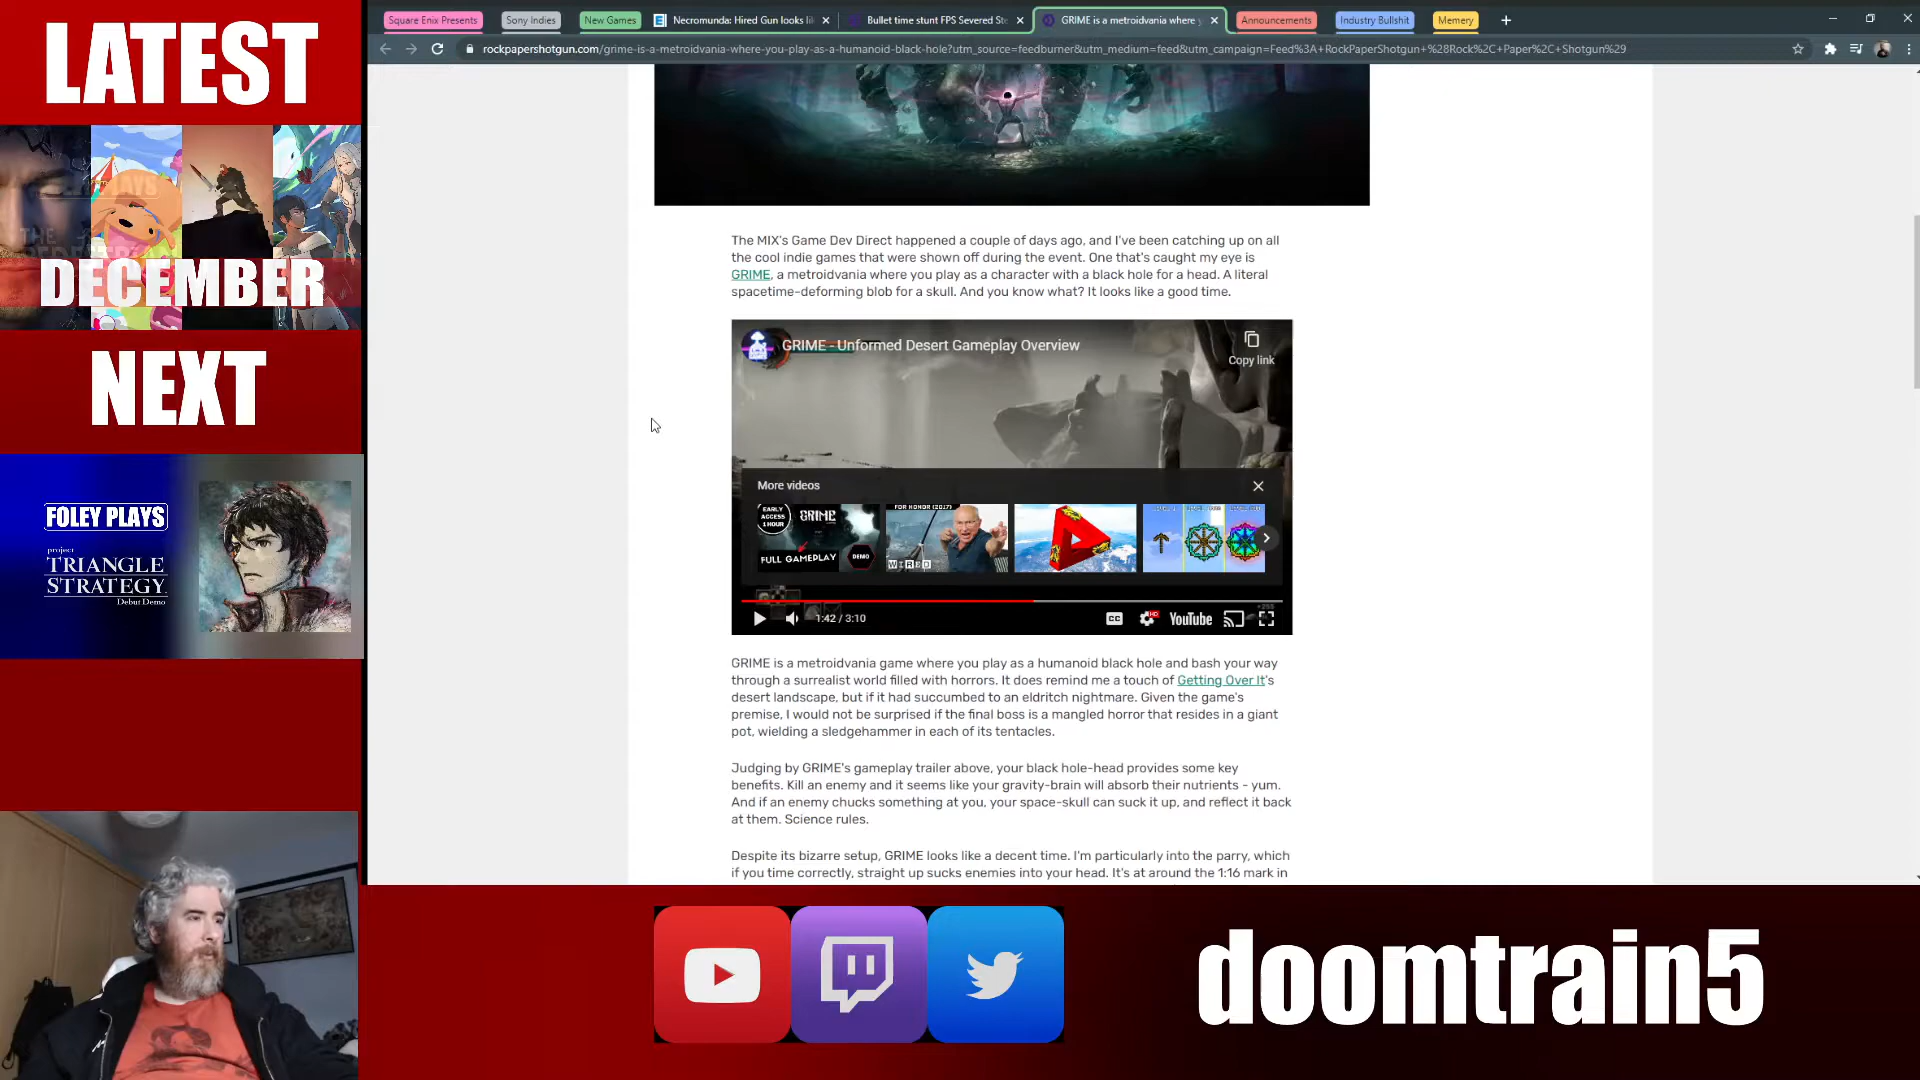 LATEST
DECEMBER
NEXT
FOLEY PLAYS
project
TRIANGLE
STRATEGY
Debut Demo
Square Enix Presents
Sony Indies
New Games
Necromunda: Hired Gun looks li
Bullet time stunt FPS Severed Ste
GRIME is a metroidvania where y
Announcements
Industry Bullshit
Memery
rockpapershotgun.com/grime-is-a-metroidvania-where-you-play-as-a-humanoid-black-hole?utm_source=feedburner&utm_medium=feed&utm_campaign=Feed%3A+RockPaperShotgun+%28Rock%2C+Paper%2C+Shotgun%29
The MIX's Game Dev Direct happened a couple of days ago, and I've been catching up on all
the cool indie games that were shown off during the event. One that's caught my eye is
GRIME, a metroidvania where you play as a character with a black hole for a head. A literal
spacetime-deforming blob for a skull. And you know what? It looks like a good time.
GRIME - Unformed Desert Gameplay Overview
Copy link
More videos
EARLY
ACCESS
1 HOUR
GRIME
FULL GAMEPLAY
DEMO
FOR HONOR (2017)
WIRED
1:42 / 3:10
CC
HD
YouTube
GRIME is a metroidvania game where you play as a humanoid black hole and bash your way
through a surrealist world filled with horrors. It does remind me a touch of Getting Over It's
desert landscape, but if it had succumbed to an eldritch nightmare. Given the game's
premise, I would not be surprised if the final boss is a mangled horror that resides in a giant
pot, wielding a sledgehammer in each of its tentacles.
Judging by GRIME's gameplay trailer above, your black hole-head provides some key
benefits. Kill an enemy and it seems like your gravity-brain will absorb their nutrients - yum.
And if an enemy chucks something at you, your space-skull can suck it up, and reflect it back
at them. Science rules.
Despite its bizarre setup, GRIME looks like a decent time. I'm particularly into the parry, which
if you time correctly, straight up sucks enemies into your head. It's at around the 1:16 mark in
doomtrain5